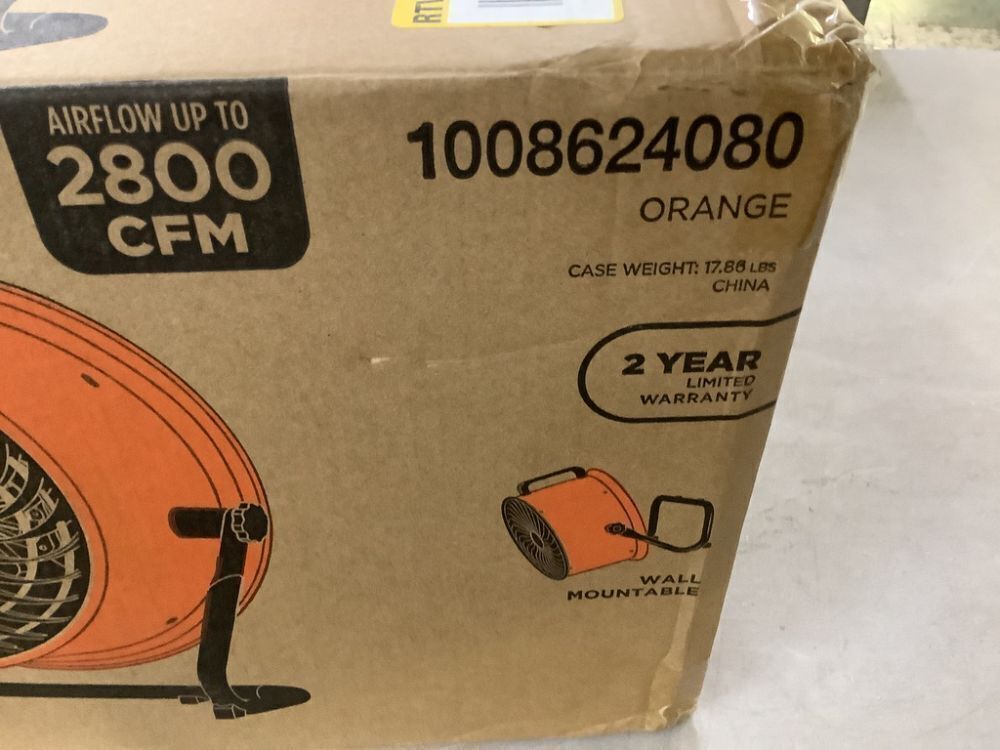 RTV
AIRFLOW UP TO
2800
CFM
1008624080
ORANGE
CASE WEIGHT: 17.86 LBS
CHINA
2 YEAR
LIMITED
WARRANTY
WALL
MOUNTABLE